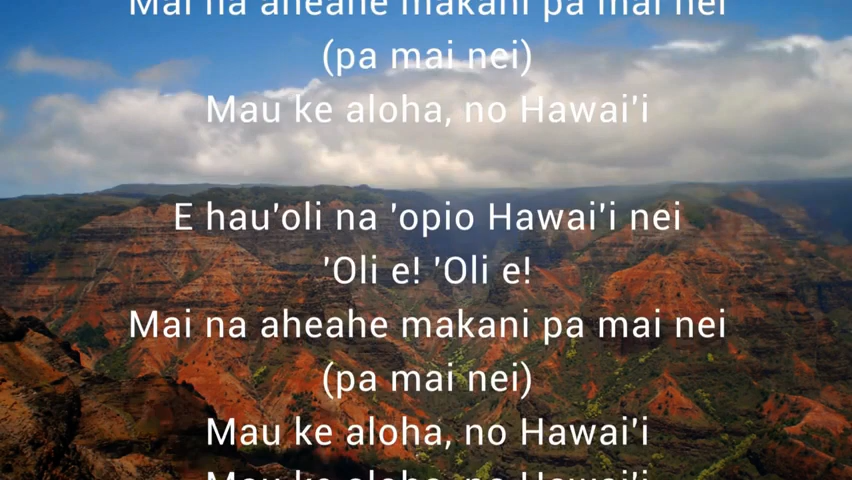 Mai na aheahe makani pa mai nei
(pa mai nei)
Mau ke aloha, no Hawai'i
E hau'oli na 'opio Hawai'i nei
'Oli e! 'Oli e!
Mai na aheahe makani pa mai nei
(pa mai nei)
Mau ke aloha, no Hawai'i
Mau ke aloha, no Hawai'i